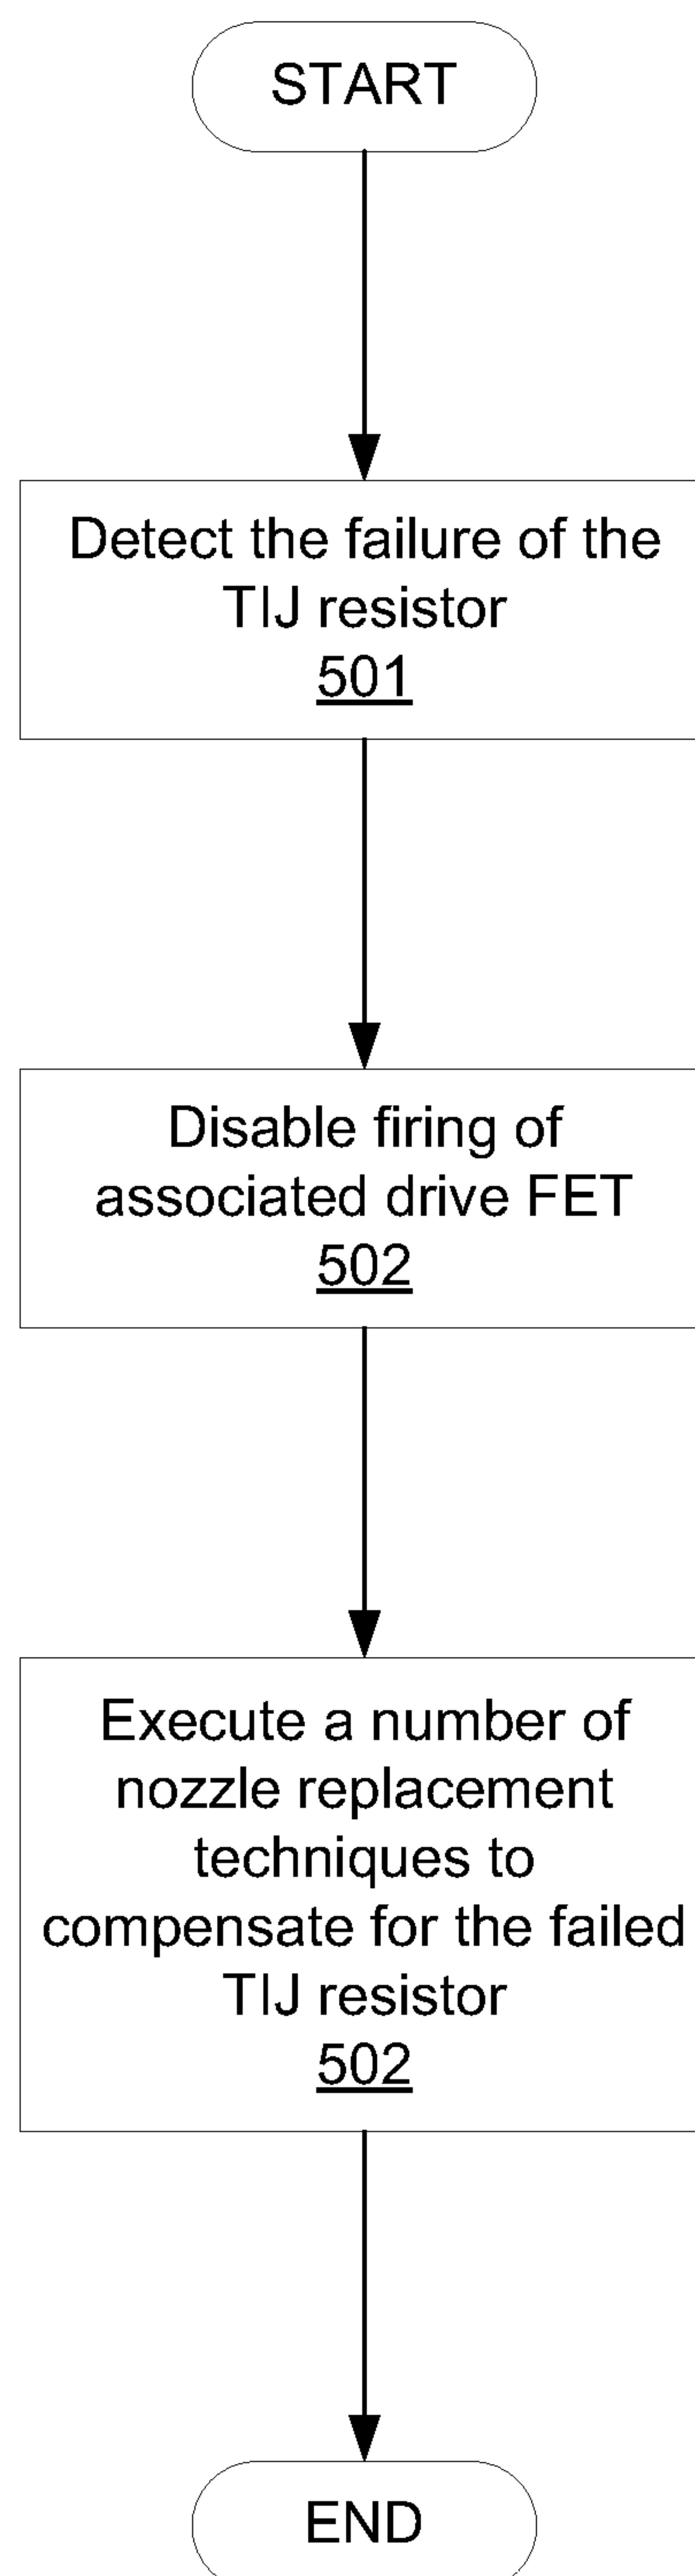 START
Detect the failure of the
TIJ resistor
501
Disable firing of
associated drive FET
502
Execute a number of
nozzle replacement
techniques to
compensate for the failed
TIJ resistor
502
END